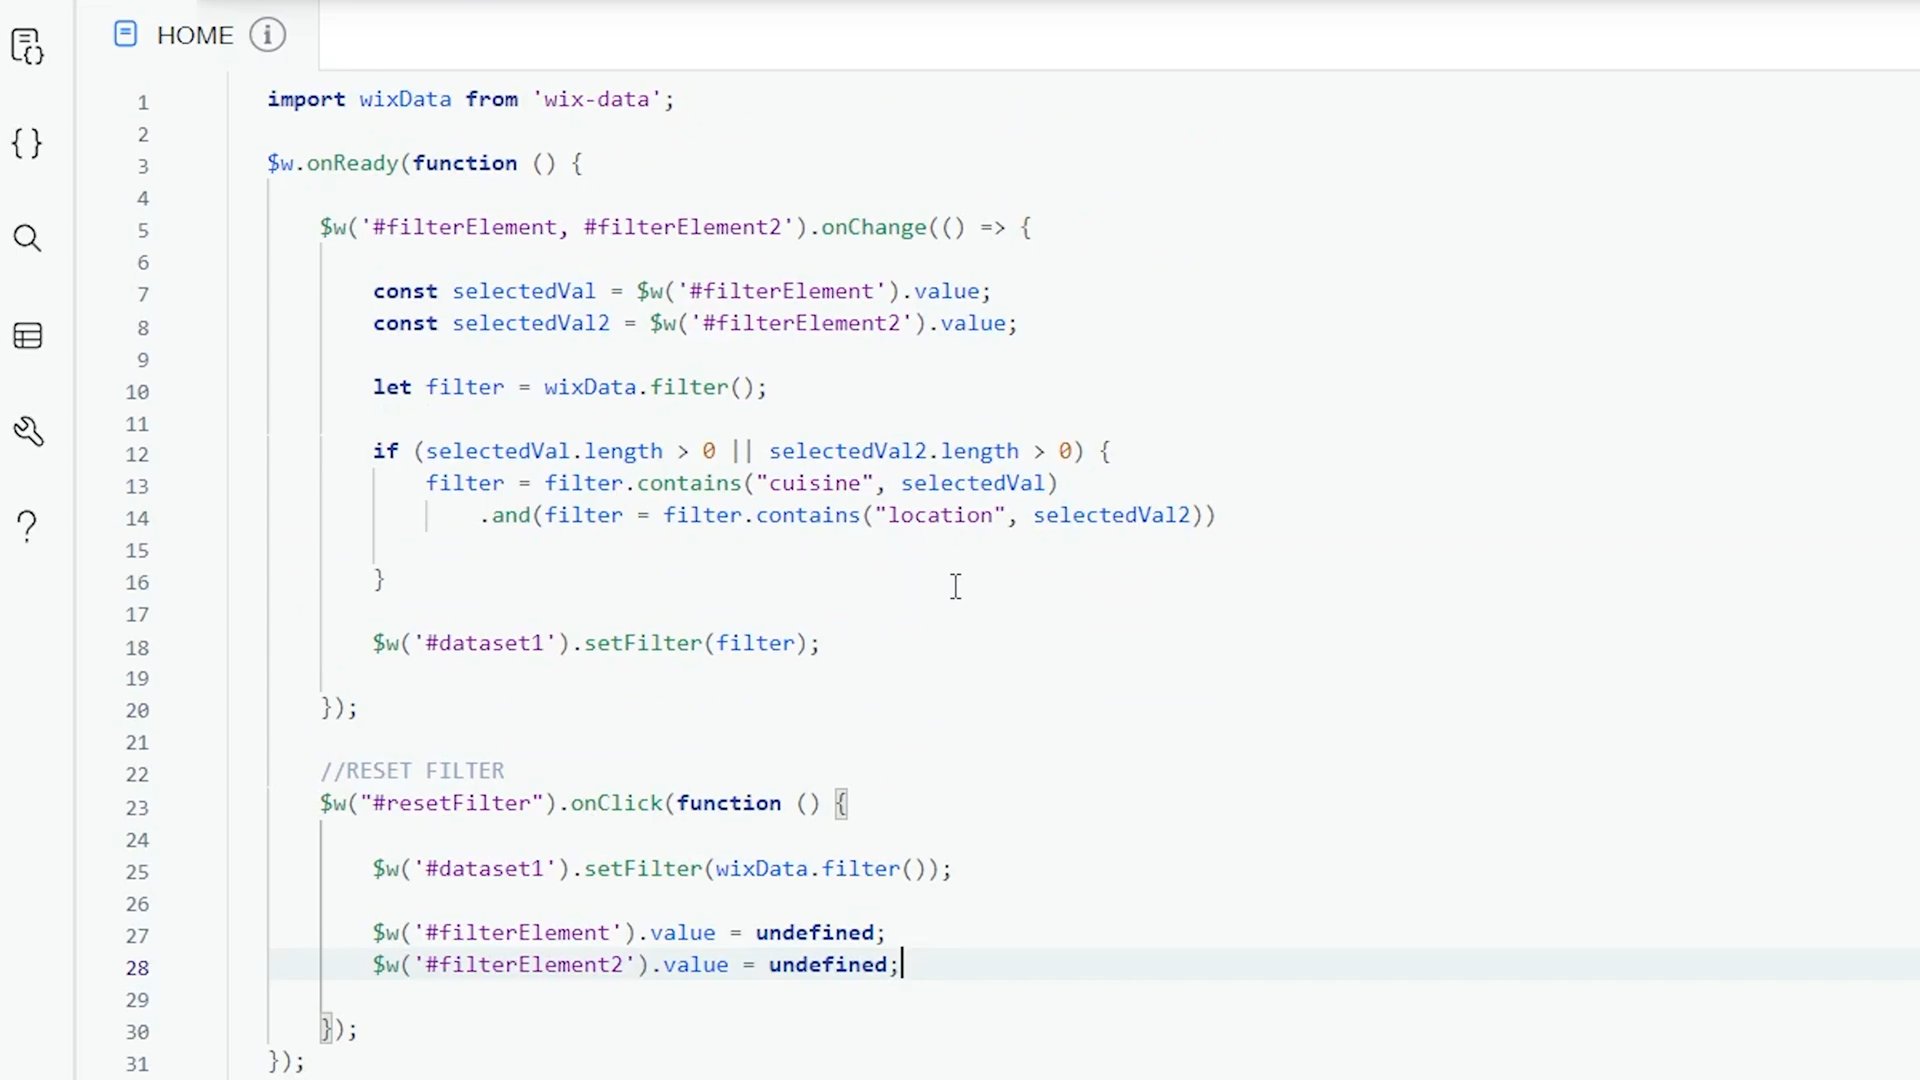 HOME
1 import wixData from 'wix-data';
2
3 $w.onReady(function () {
4
5 $w('#filterElement, #filterElement2').onChange(() => {
6
7 const selectedVal = $w('#filterElement').value;
8 const selectedVal2 = $w('#filterElement2').value;
9
10 let filter = wixData.filter();
11
12 if (selectedVal.length > 0 || selectedVal2.length > 0) {
13 filter = filter.contains("cuisine", selectedVal)
14 .and(filter = filter.contains("location", selectedVal2))
15
16 }
17
18 $w('#dataset1').setFilter(filter);
19
20 });
21
22 //RESET FILTER
23 $w("#resetFilter").onClick(function () {
24
25 $w('#dataset1').setFilter(wixData.filter());
26
27 $w('#filterElement').value = undefined;
28 $w('#filterElement2').value = undefined;
29
30 });
31 });